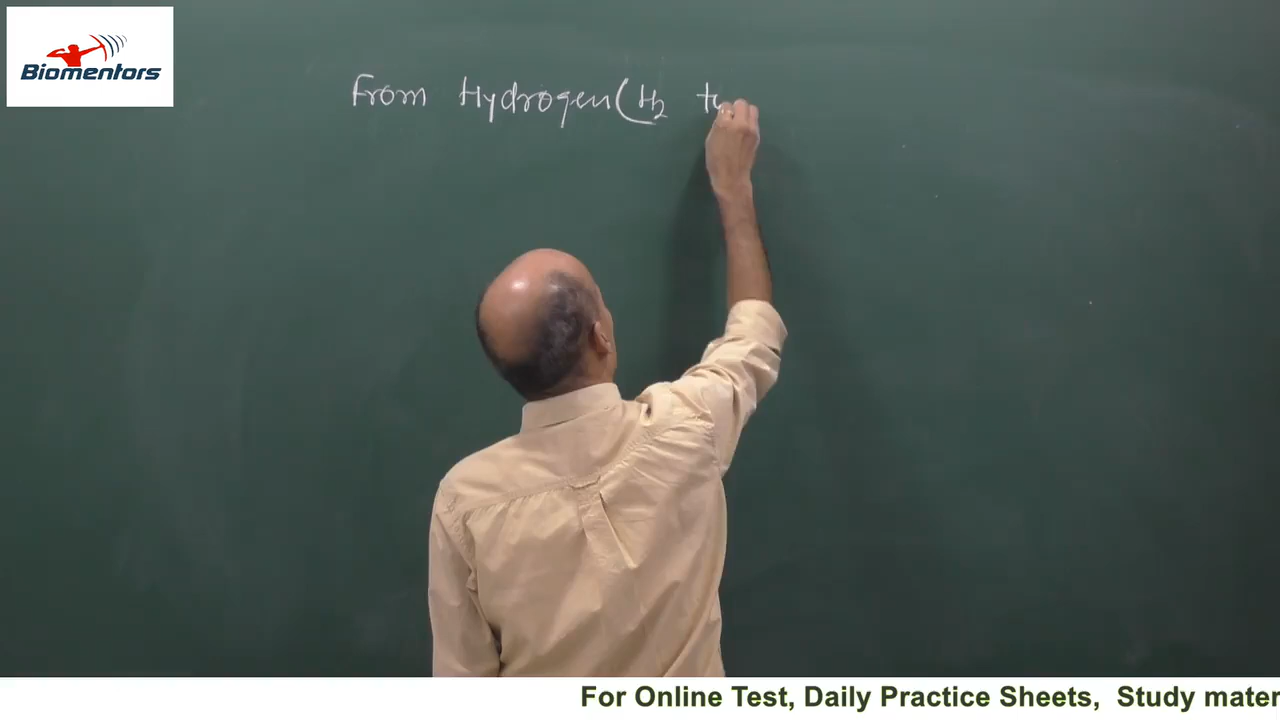 Biomentors
From Hydrogen (H2
For Online Test, Daily Practice Sheets, Study mater